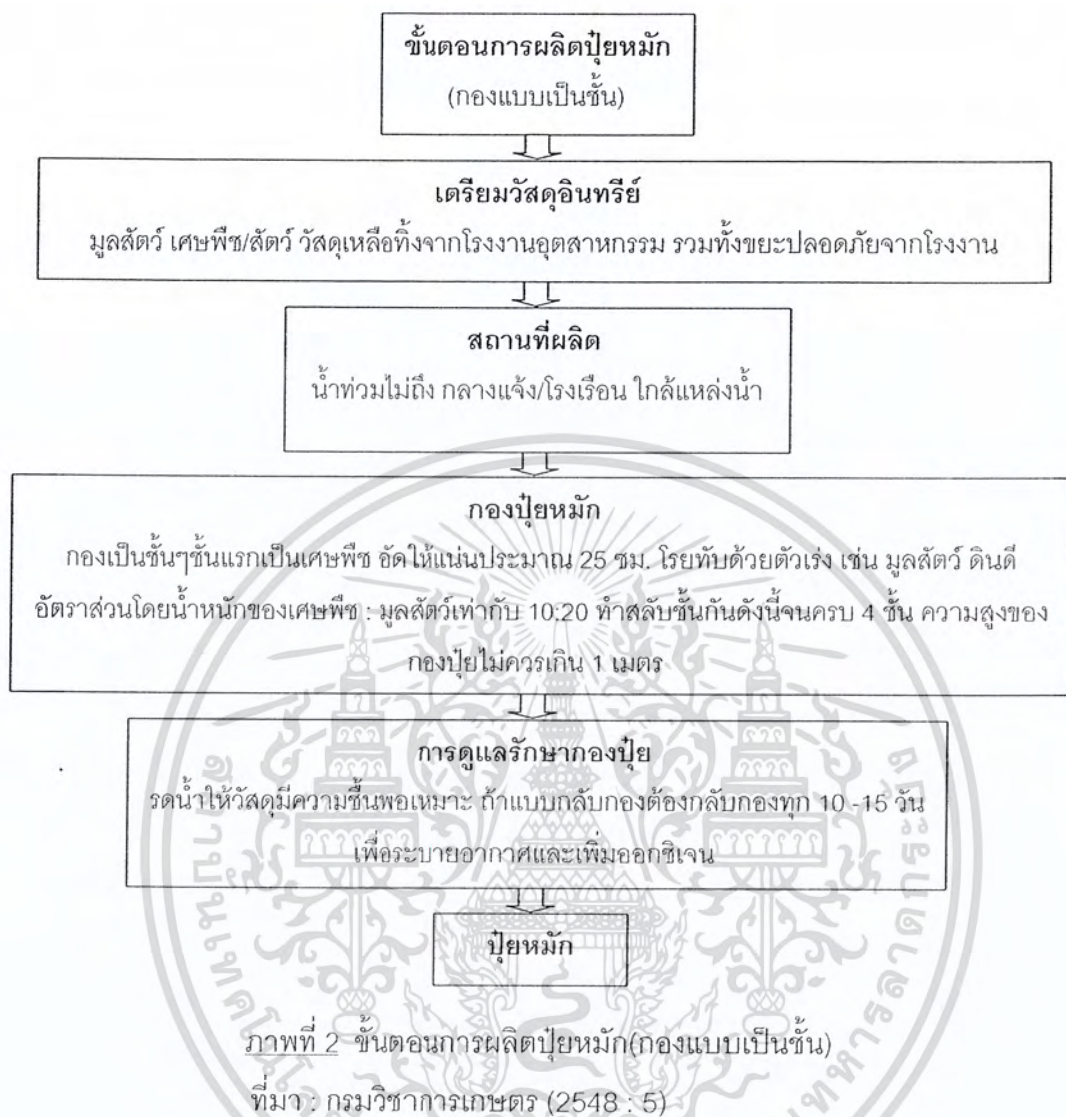 ขั้นตอนการผลิตปุ๋ยหมัก
(กองแบบเป็นชั้น)
เตรียมวัสดุอินทรีย์
มูลสัตว์ เศษพืช/สัตว์ วัสดุเหลือทิ้งจากโรงงานอุตสาหกรรม รวมทั้งขยะปลอดภัยจากโรงงาน
สถานที่ผลิต
น้ำท่วมไม่ถึง กลางแจ้ง/โรงเรือน ใกล้แหล่งน้ำ
กองปุ๋ยหมัก
กองเป็นชั้นๆชั้นแรกเป็นเศษพืช อัดให้แน่นประมาณ 25 ซม. โรยทับด้วยตัวเร่ง เช่น มูลสัตว์ ดินดี
อัตราส่วนโดยน้ำหนักของเศษพืช : มูลสัตว์เท่ากับ 10:20 ทำสลับชั้นกันดังนี้จนครบ 4 ชั้น ความสูงของ
กองปุ๋ยไม่ควรเกิน 1 เมตร
การดูแลรักษากองปุ๋ย
รดน้ำให้วัสดุมีความชื้นพอเหมาะ ถ้าแบบกลับกองต้องกลับกองทุก 10 -15 วัน
เพื่อระบายอากาศและเพิ่มออกซิเจน
ปุ๋ยหมัก
ภาพที่ 2 ขั้นตอนการผลิตปุ๋ยหมัก(กองแบบเป็นชั้น)
ที่มา : กรมวิชาการเกษตร (2548 : 5)